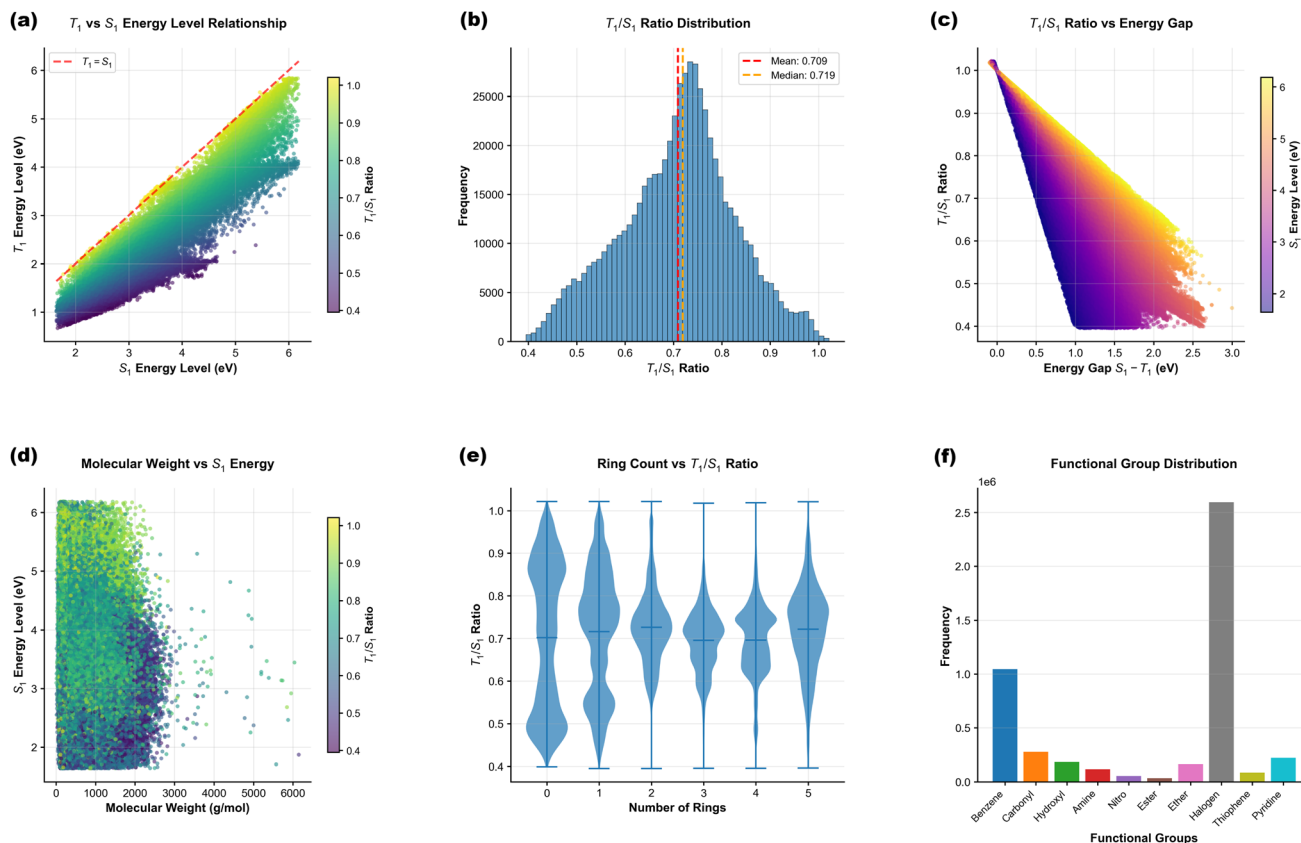 (a)
T₁ vs S₁ Energy Level Relationship
T₁ = S₁
6
5
4
3
2
1
T₁ Energy Level (eV)
2
3
4
5
6
S₁ Energy Level (eV)
1.0
0.9
0.8
0.7
0.6
0.5
0.4
T₁/S₁ Ratio
(b)
T₁/S₁ Ratio Distribution
Mean: 0.709
Median: 0.719
25000
20000
15000
10000
5000
0
Frequency
0.4
0.5
0.6
0.7
0.8
0.9
1.0
T₁/S₁ Ratio
(c)
T₁/S₁ Ratio vs Energy Gap
1.0
0.9
0.8
0.7
0.6
0.5
0.4
T₁/S₁ Ratio
0.0
0.5
1.0
1.5
2.0
2.5
3.0
Energy Gap S₁ − T₁ (eV)
6
5
4
3
2
S₁ Energy Level (eV)
(d)
Molecular Weight vs S₁ Energy
6
5
4
3
2
S₁ Energy Level (eV)
0
1000
2000
3000
4000
5000
6000
Molecular Weight (g/mol)
1.0
0.9
0.8
0.7
0.6
0.5
0.4
T₁/S₁ Ratio
(e)
Ring Count vs T₁/S₁ Ratio
1.0
0.9
0.8
0.7
0.6
0.5
0.4
T₁/S₁ Ratio
0
1
2
3
4
5
Number of Rings
(f)
Functional Group Distribution
1e6
2.5
2.0
1.5
1.0
0.5
0.0
Frequency
Benzene
Carbonyl
Hydroxyl
Amine
Nitro
Ester
Ether
Halogen
Thiophene
Pyridine
Functional Groups